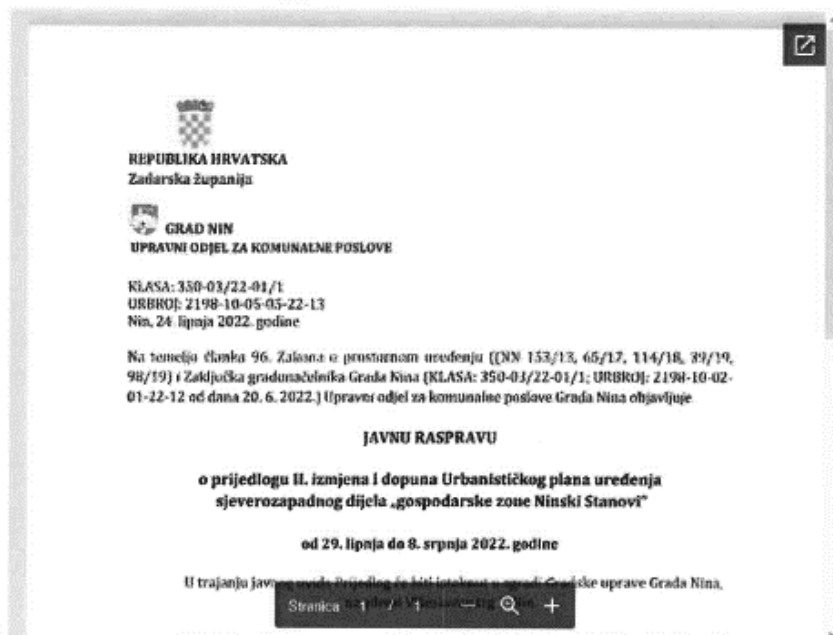 REPUBLIKA HRVATSKA
Zadarska županija
GRAD NIN
UPRAVNI ODJEL ZA KOMUNALNE POSLOVE
KLASA: 350-03/22-01/1
URBROJ: 2198-10-05-05-22-13
Nin, 24. lipnja 2022. godine
Na temelju članka 96. Zakona o prostornom uređenju ((NN 153/13, 65/17, 114/18, 39/19,
98/19) i Zaključka gradonačelnika Grada Nina (KLASA: 350-03/22-01/1; URBROJ: 2198-10-02-
01-22-12 od dana 20. 6. 2022.) Upravni odjel za komunalne poslove Grada Nina objavljuje
JAVNU RASPRAVU
o prijedlogu II. izmjena i dopuna Urbanističkog plana uređenja
sjeverozapadnog dijela „gospodarske zone Ninski Stanovi"
od 29. lipnja do 8. srpnja 2022. godine
U trajanju javnog uvida Prijedlog će biti istaknut u zgradi Gradske uprave Grada Nina,
Stranica 1 / 1